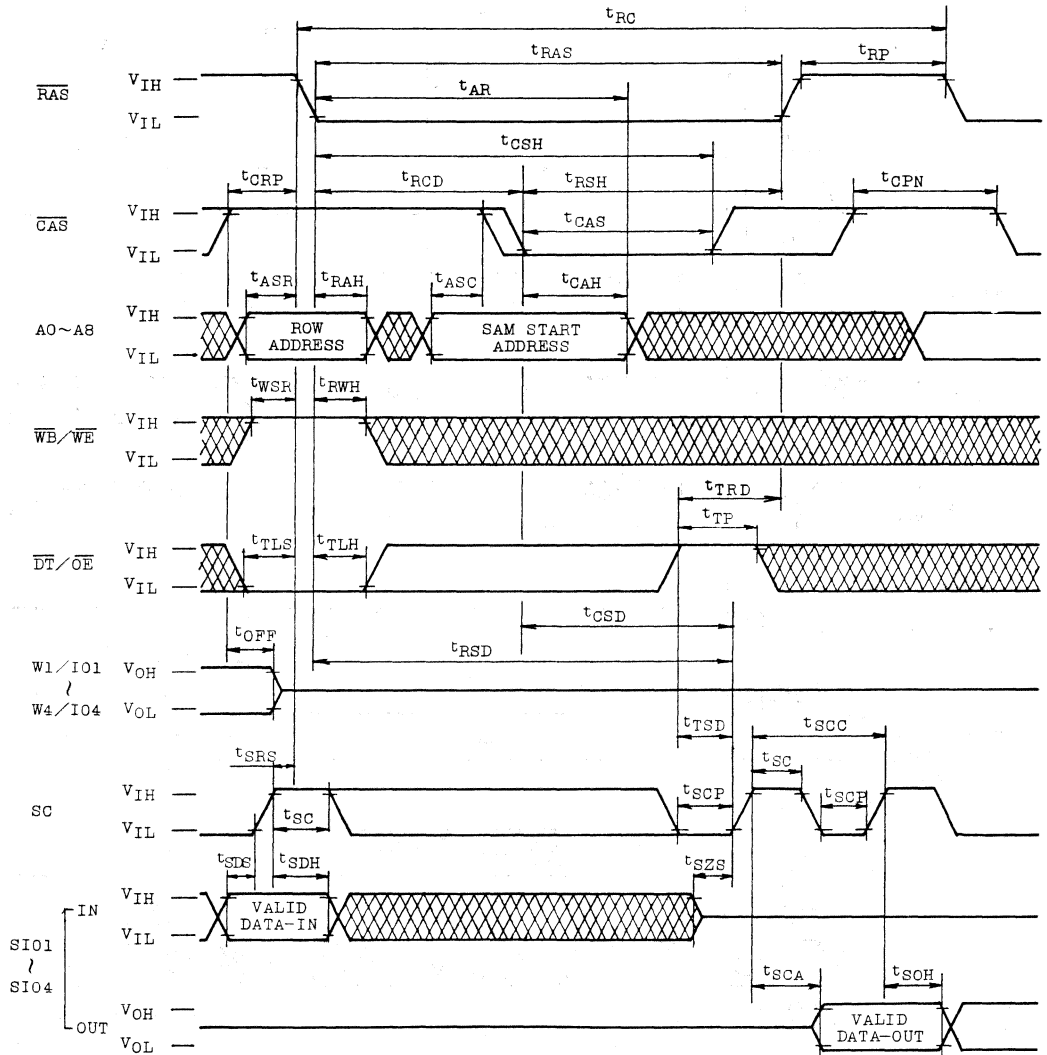 tRC
tRAS
tRP
RAS
VIH
VIL
tAR
tCSH
tCRP
tRCD
tRSH
tCPN
CAS
VIH
VIL
tCAS
tASR
tRAH
tASC
tCAH
A0~A8
VIH
VIL
ROW ADDRESS
SAM START ADDRESS
tWSR
tRWH
WB/WE
VIH
VIL
tTRD
tTP
DT/OE
VIH
VIL
tTLS
tTLH
tCSD
tOFF
tRSD
W1/IO1
~
W4/IO4
VOH
VOL
tTSD
tSCC
tSRS
tSC
SC
VIH
VIL
tSC
tSCP
tSCP
tSDS
tSDH
tSZS
IN
VIH
VIL
VALID DATA-IN
SIO1
~
SIO4
tSCA
tSOH
OUT
VOH
VOL
VALID DATA-OUT